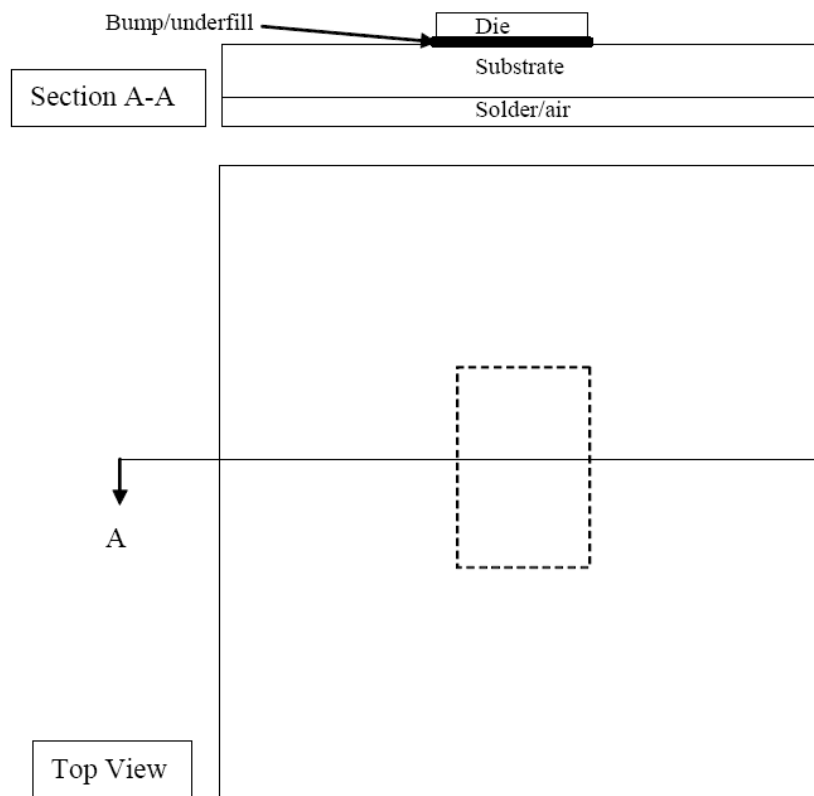 Bump/underfill
Die
Substrate
Section A-A
Solder/air
A
Top View